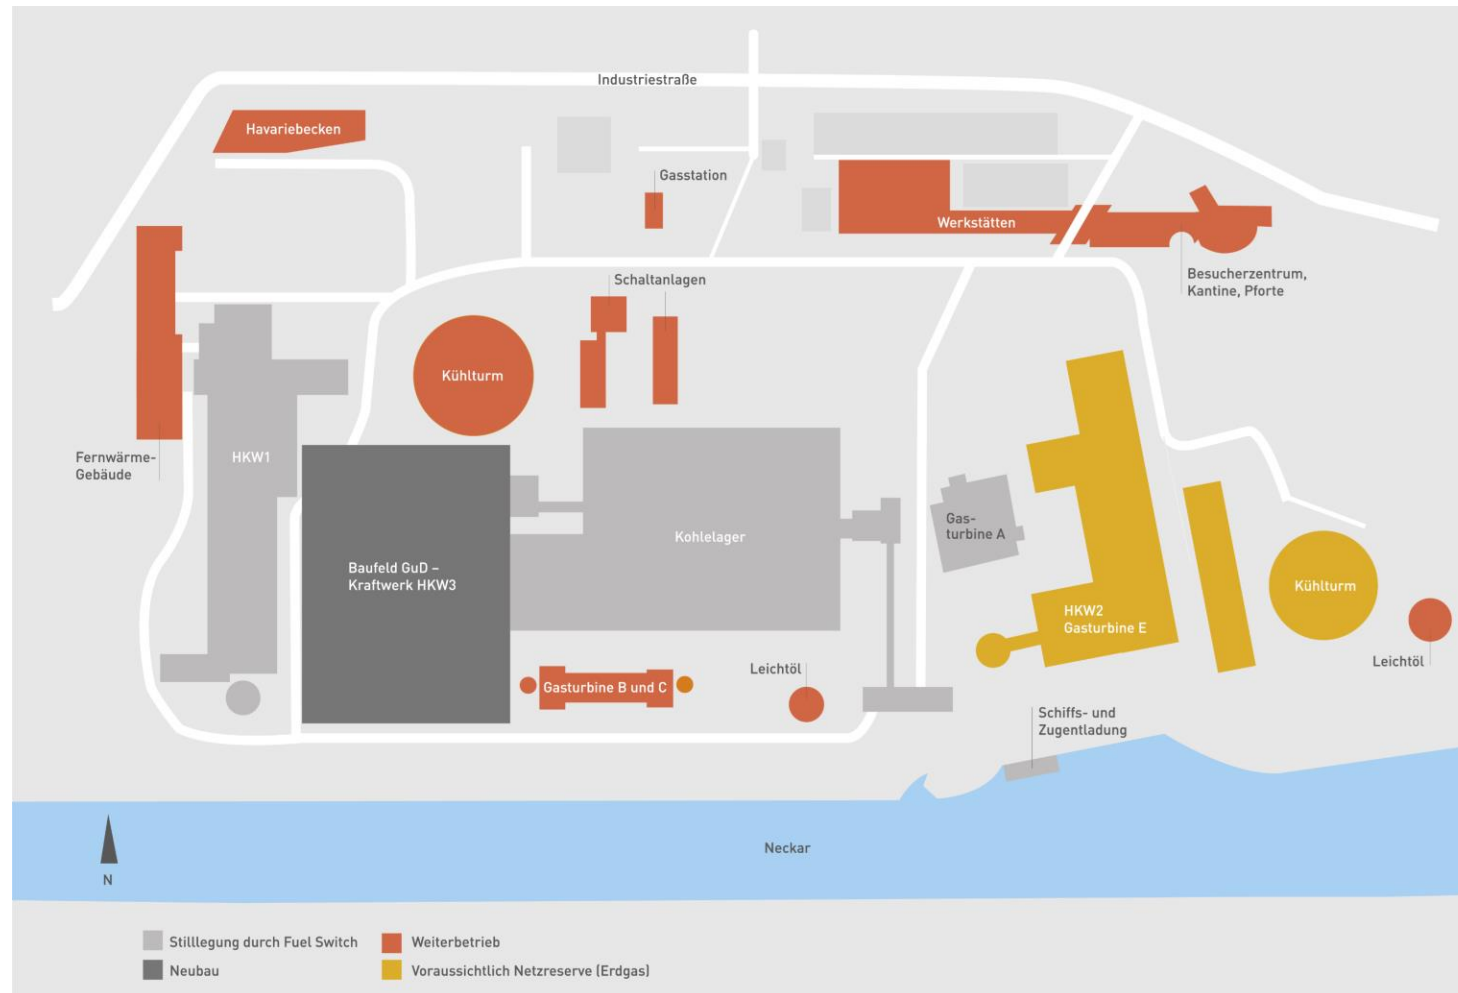 Industriestraße
Havariebecken
Gasstation
Werkstätten
Besucherzentrum,
Kantine, Pforte
Schaltanlagen
Kühlturm
Fernwärme-
Gebäude
HKW1
Baufeld GuD –
Kraftwerk HKW3
Kohlelager
Gas-
turbine A
HKW2
Gasturbine E
Kühlturm
Leichtöl
Leichtöl
Gasturbine B und C
Schiffs- und
Zugentladung
Neckar
N
Stilllegung durch Fuel Switch
Weiterbetrieb
Neubau
Voraussichtlich Netzreserve (Erdgas)